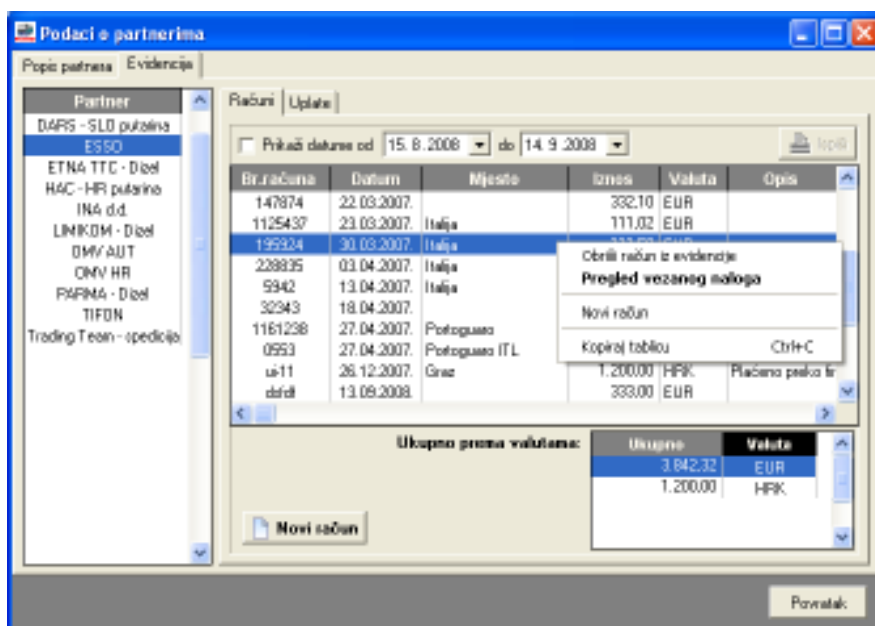 Podaci o partnerima
Popis partnera Evidencija
Partner
DARS - SLO putarina
ESSO
ETNA TTC - Dizel
HAC - HR putarina
INA d.d.
LIMIKOM - Dizel
OMV AUT
OMV HR
PARMA - Dizel
TIFON
Trading Team - spedicija
Računi Uplate
Prikaži datume od 15. 8. 2008 do 14. 9. 2008 Ispiši
Br.računa Datum Mjesto Iznos Valuta Opis
147874 22.03.2007. 332,10 EUR
1125437 23.03.2007. Italija 111,02 EUR
195924 30.03.2007. Italija
228835 03.04.2007. Italija
5942 13.04.2007. Italija
32343 18.04.2007.
1161238 27.04.2007. Portoguaro
0553 27.04.2007. Portoguaro ITL
ui-11 26.12.2007. Graz 1.200,00 HRK Plaćeno preko fir
13.09.2008. 333,00 EUR
Obriši račun iz evidencije
Pregled vezanog naloga
Novi račun
Kopiraj tablicu Ctrl+C
Ukupno prema valutama:
Ukupno Valuta
3.842,32 EUR
1.200,00 HRK
Novi račun
Povratak